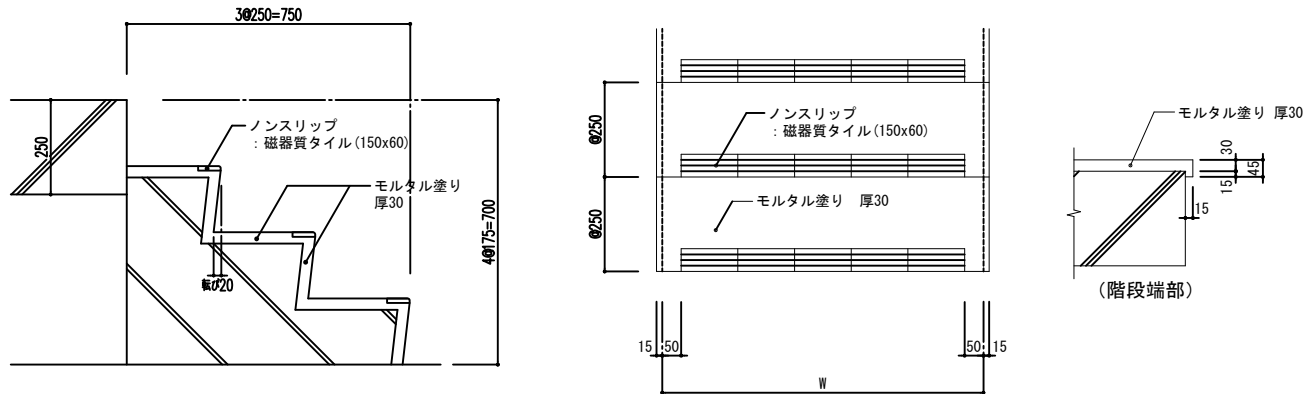 3@250=750
250
ノンスリップ
：磁器質タイル(150x60)
モルタル塗り
厚30
転び20
4@175=700
@250
@250
ノンスリップ
：磁器質タイル(150x60)
モルタル塗り 厚30
15
50
50
15
W
モルタル塗り 厚30
30
15
45
15
（階段端部）